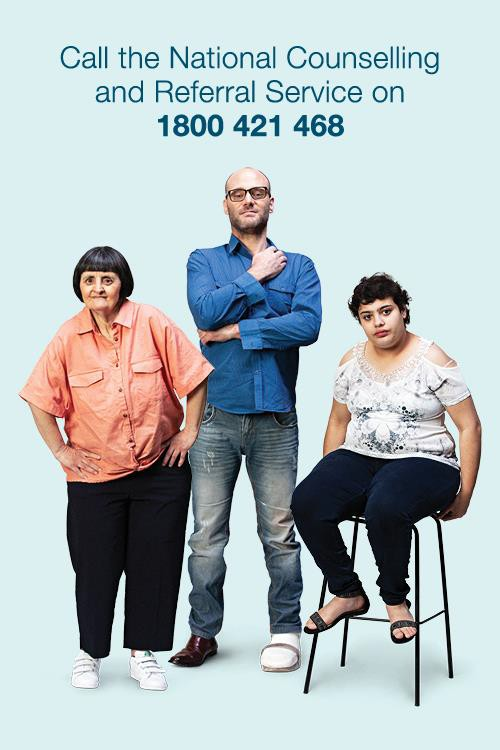 Call the National Counselling
and Referral Service on
1800 421 468